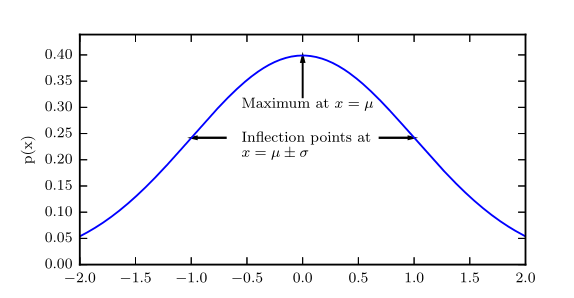 0.40
0.35
0.30
0.25
0.20
0.15
0.10
0.05
0.00
p(x)
Maximum at x = μ
Inflection points at
x = μ ± σ
−2.0 −1.5 −1.0 −0.5 0.0 0.5 1.0 1.5 2.0